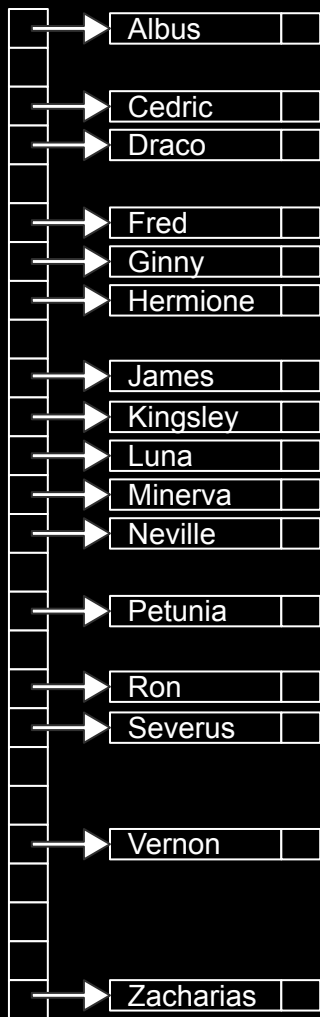 Albus
Cedric
Draco
Fred
Ginny
Hermione
James
Kingsley
Luna
Minerva
Neville
Petunia
Ron
Severus
Vernon
Zacharias